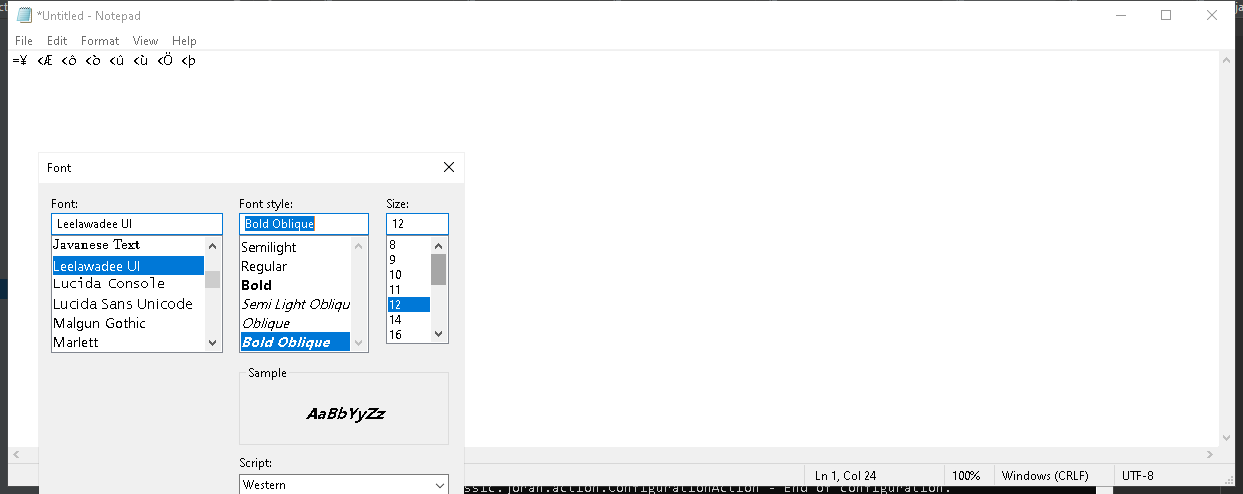 *Untitled - Notepad
File Edit Format View Help
=¥ <Æ <ô <ò <û <ù <Ö <þ
Font
Font: Font style: Size:
Leelawadee UI Bold Oblique 12
Javanese Text
Leelawadee UI
Lucida Console
Lucida Sans Unicode
Malgun Gothic
Marlett
Semilight
Regular
Bold
Semi Light Obliqu
Oblique
Bold Oblique
8
9
10
11
12
14
16
Sample
AaBbYyZz
Script:
Western
Ln 1, Col 24 100% Windows (CRLF) UTF-8
ssic.joran.action.ConfigurationAction - End of configuration.